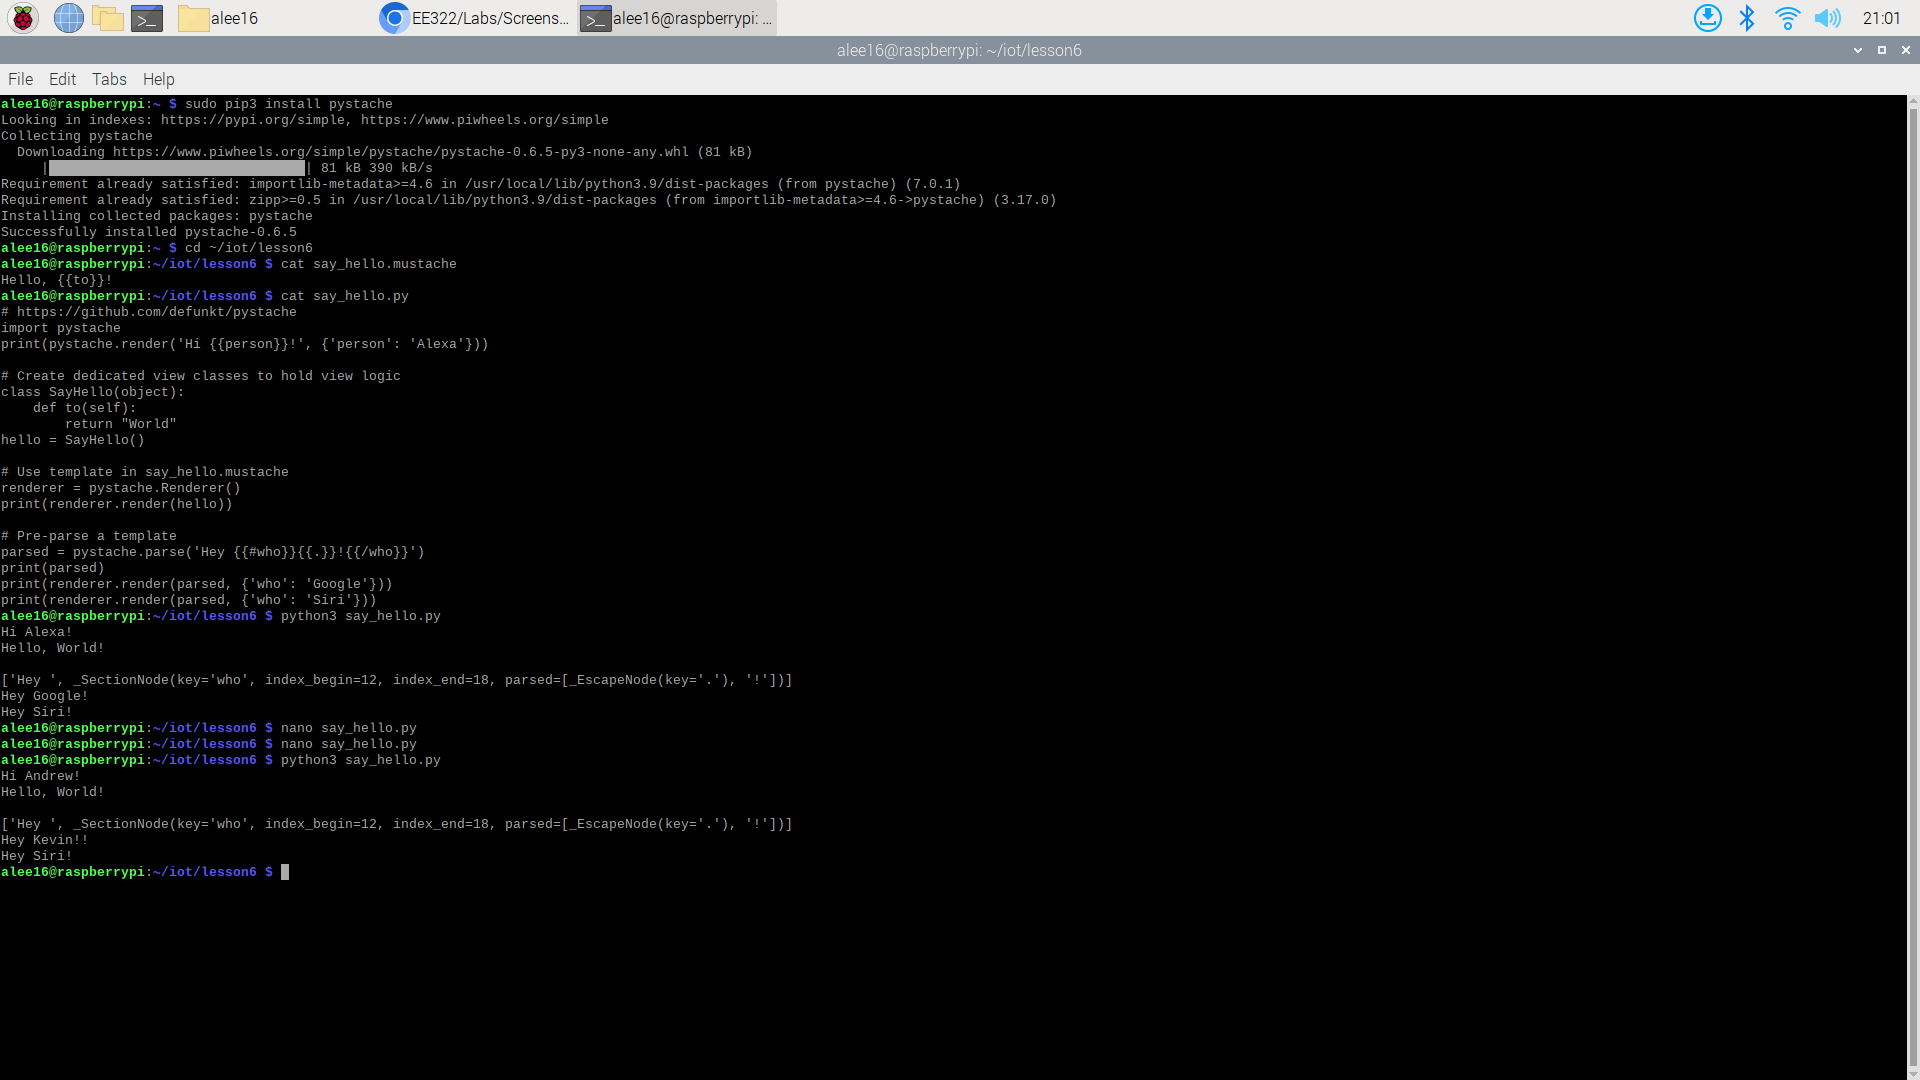 alee16
EE322/Labs/Screens...
alee16@raspberrypi: ...
21:01
alee16@raspberrypi: ~/iot/lesson6
File Edit Tabs Help
alee16@raspberrypi:~ $ sudo pip3 install pystache
Looking in indexes: https://pypi.org/simple, https://www.piwheels.org/simple
Collecting pystache
  Downloading https://www.piwheels.org/simple/pystache/pystache-0.6.5-py3-none-any.whl (81 kB)
     |████████████████████████████████| 81 kB 390 kB/s
Requirement already satisfied: importlib-metadata>=4.6 in /usr/local/lib/python3.9/dist-packages (from pystache) (7.0.1)
Requirement already satisfied: zipp>=0.5 in /usr/local/lib/python3.9/dist-packages (from importlib-metadata>=4.6->pystache) (3.17.0)
Installing collected packages: pystache
Successfully installed pystache-0.6.5
alee16@raspberrypi:~ $ cd ~/iot/lesson6
alee16@raspberrypi:~/iot/lesson6 $ cat say_hello.mustache
Hello, {{to}}!
alee16@raspberrypi:~/iot/lesson6 $ cat say_hello.py
# https://github.com/defunkt/pystache
import pystache
print(pystache.render('Hi {{person}}!', {'person': 'Alexa'}))

# Create dedicated view classes to hold view logic
class SayHello(object):
    def to(self):
        return "World"
hello = SayHello()

# Use template in say_hello.mustache
renderer = pystache.Renderer()
print(renderer.render(hello))

# Pre-parse a template
parsed = pystache.parse('Hey {{#who}}{{.}}!{{/who}}')
print(parsed)
print(renderer.render(parsed, {'who': 'Google'}))
print(renderer.render(parsed, {'who': 'Siri'}))
alee16@raspberrypi:~/iot/lesson6 $ python3 say_hello.py
Hi Alexa!
Hello, World!

['Hey ', _SectionNode(key='who', index_begin=12, index_end=18, parsed=[_EscapeNode(key='.'), '!'])]
Hey Google!
Hey Siri!
alee16@raspberrypi:~/iot/lesson6 $ nano say_hello.py
alee16@raspberrypi:~/iot/lesson6 $ nano say_hello.py
alee16@raspberrypi:~/iot/lesson6 $ python3 say_hello.py
Hi Andrew!
Hello, World!

['Hey ', _SectionNode(key='who', index_begin=12, index_end=18, parsed=[_EscapeNode(key='.'), '!'])]
Hey Kevin!!
Hey Siri!
alee16@raspberrypi:~/iot/lesson6 $